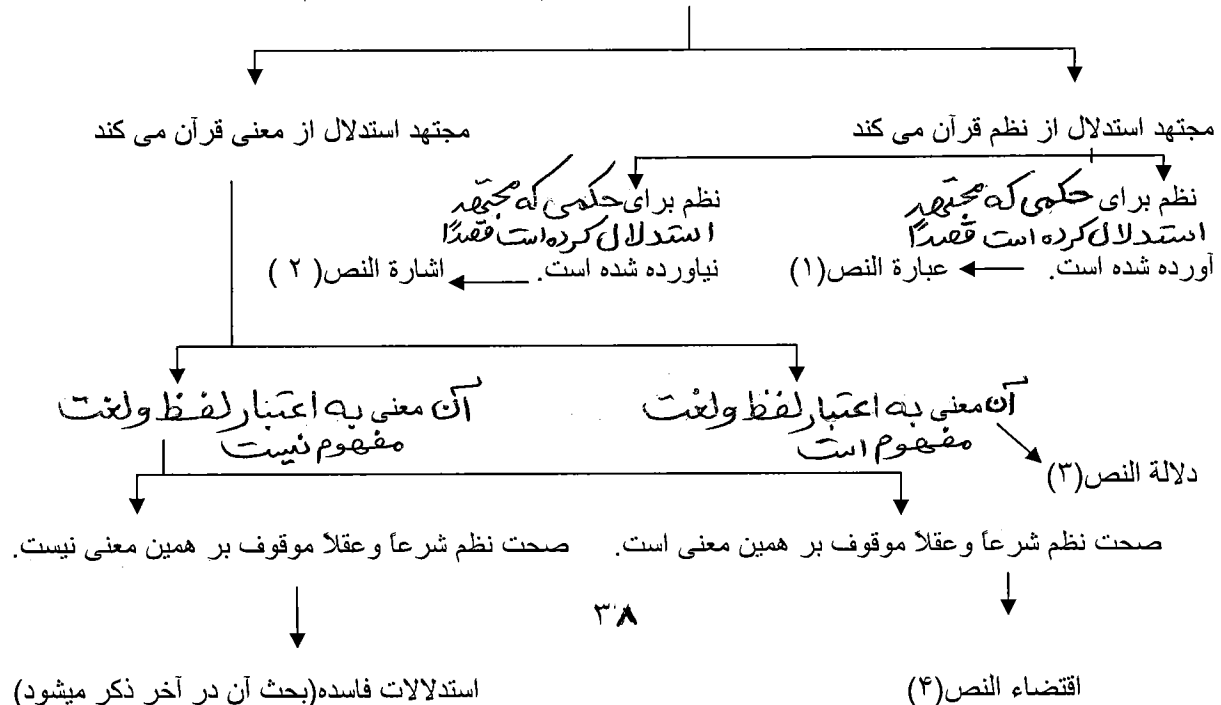 مجتهد استدلال از نظم قرآن می کند
مجتهد استدلال از معنی قرآن می کند
نظم برای حکمی که مجتهد
استدلال کرده است قصداً
آورده شده است. عبارة النص(۱)
نظم برای حکمی که مجتهد
استدلال کرده است قصداً
نیاورده شده است. اشارة النص( ۲ )
آن معنی به اعتبار لفظ ولغت
مفهوم است
دلالة النص(۳)
آن معنی به اعتبار لفظ ولغت
مفهوم نیست
صحت نظم شرعاً وعقلاً موقوف بر همین معنی است.
صحت نظم شرعاً وعقلاً موقوف بر همین معنی نیست.
۳۸
اقتضاء النص(۴)
استدلالات فاسده(بحث آن در آخر ذکر میشود)